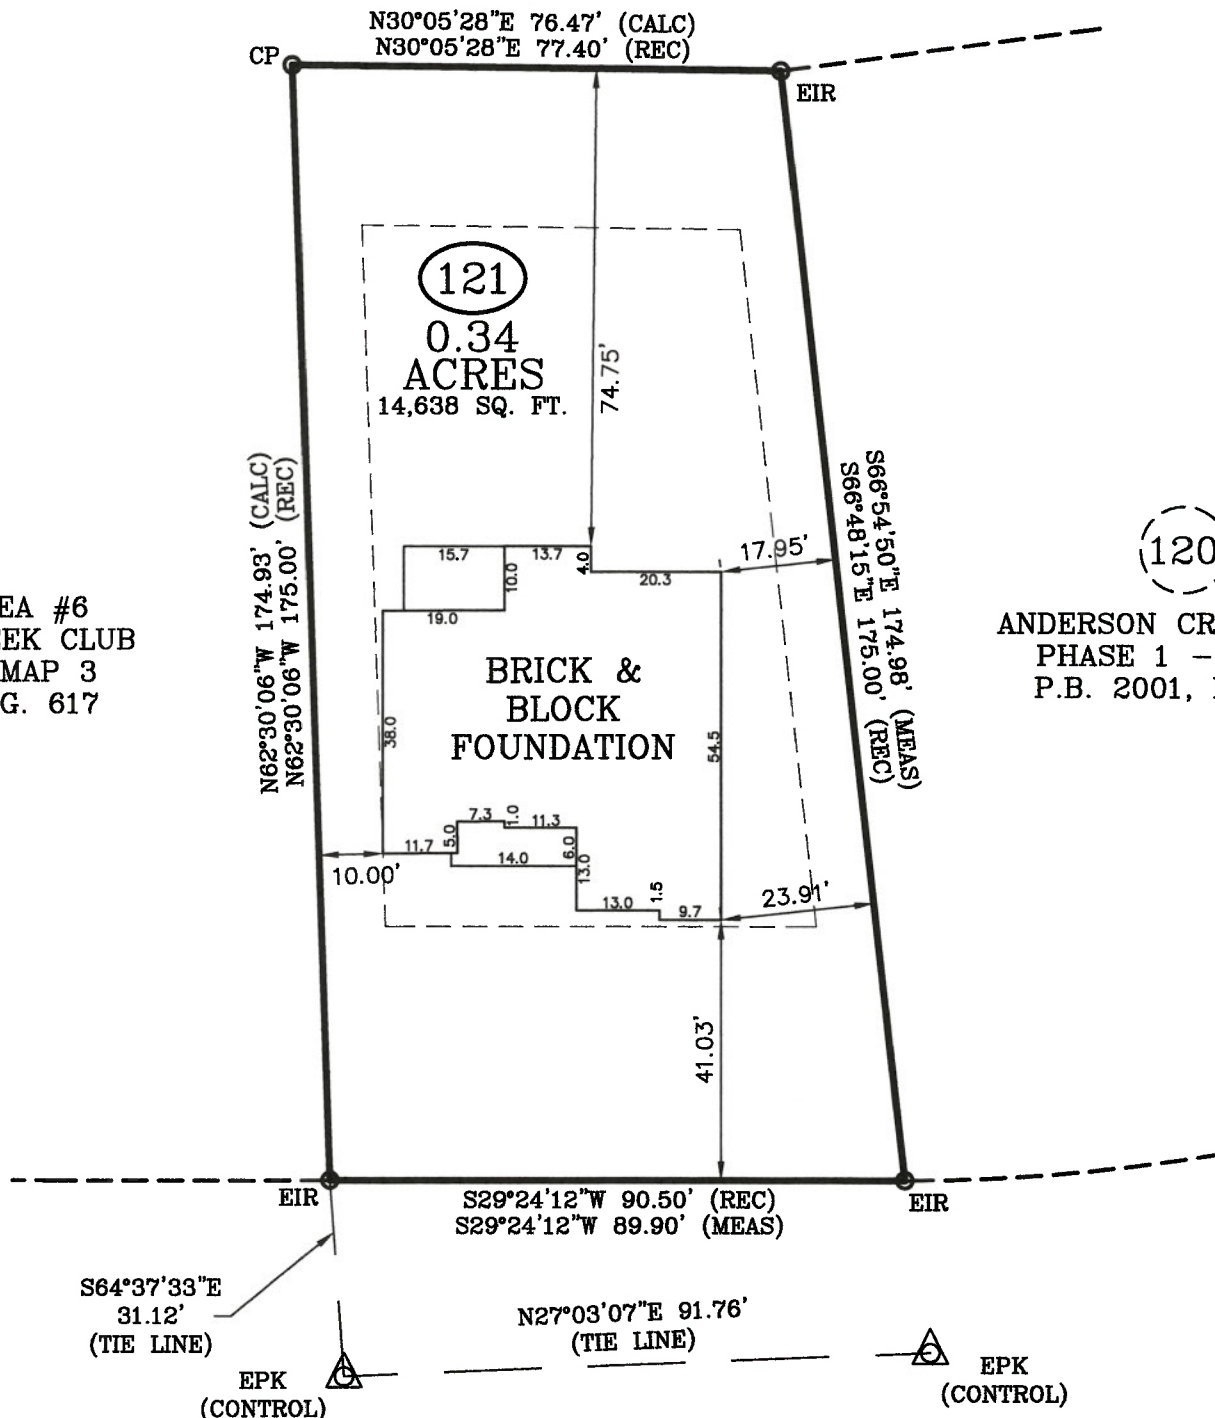 N30°05'28"E 76.47' (CALC)
N30°05'28"E 77.40' (REC)
CP
EIR
121
0.34
ACRES
14,638 SQ. FT.
74.75'
N62°30'06"W 174.93' (CALC)
N62°30'06"W 175.00' (REC)
S66°54'50"E 174.98' (MEAS)
S66°48'15"E 175.00' (REC)
15.7
13.7
4.0
10.0
20.3
17.95'
19.0
120
EA #6
EEK CLUB
MAP 3
G. 617
ANDERSON CR
PHASE 1 –
P.B. 2001,
BRICK &
BLOCK
FOUNDATION
38.0
54.5
7.3
1.0
11.3
11.7
5.0
14.0
6.0
13.0
10.00'
13.0
1.5
9.7
23.91'
41.03'
EIR
S29°24'12"W 90.50' (REC)
S29°24'12"W 89.90' (MEAS)
EIR
S64°37'33"E
31.12'
(TIE LINE)
N27°03'07"E 91.76'
(TIE LINE)
EPK
(CONTROL)
EPK
(CONTROL)